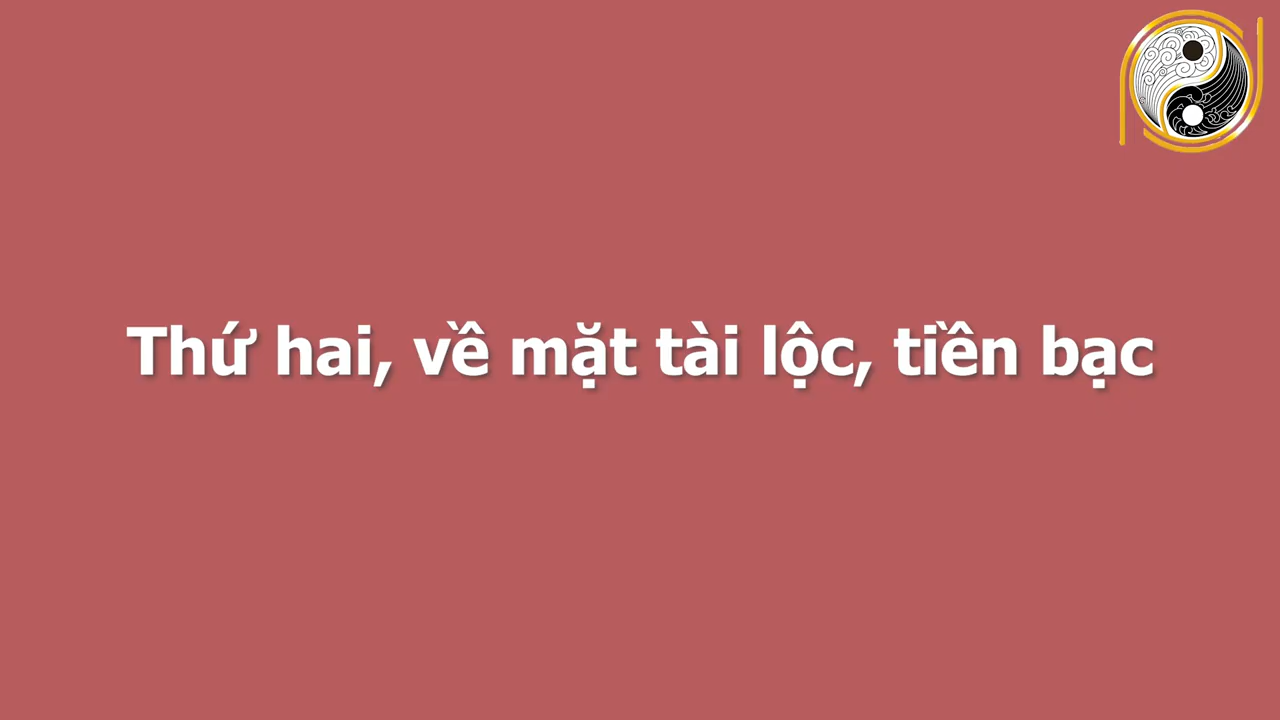 Thứ hai, về mặt tài lộc, tiền bạc